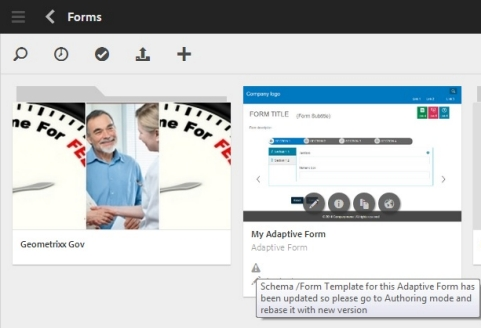 Forms
Company logo
FORM TITLE (Form Subtitle)
me For
FE
me For
FE
Geometrixx Gov
My Adaptive Form
Adaptive Form
Schema /Form Template for this Adaptive Form has
been updated so please go to Authoring mode and
rebase it with new version